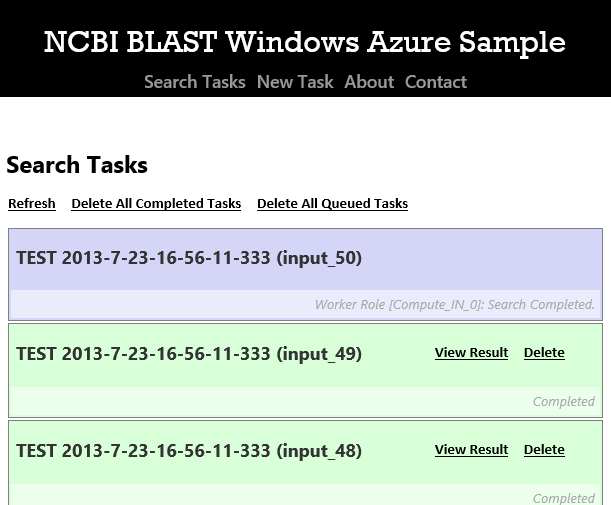 NCBI BLAST Windows Azure Sample
Search Tasks New Task About Contact
Search Tasks
Refresh Delete All Completed Tasks Delete All Queued Tasks
TEST 2013-7-23-16-56-11-333 (input_50)
Worker Role [Compute_IN_0]: Search Completed.
TEST 2013-7-23-16-56-11-333 (input_49) View Result Delete
Completed
TEST 2013-7-23-16-56-11-333 (input_48) View Result Delete
Completed